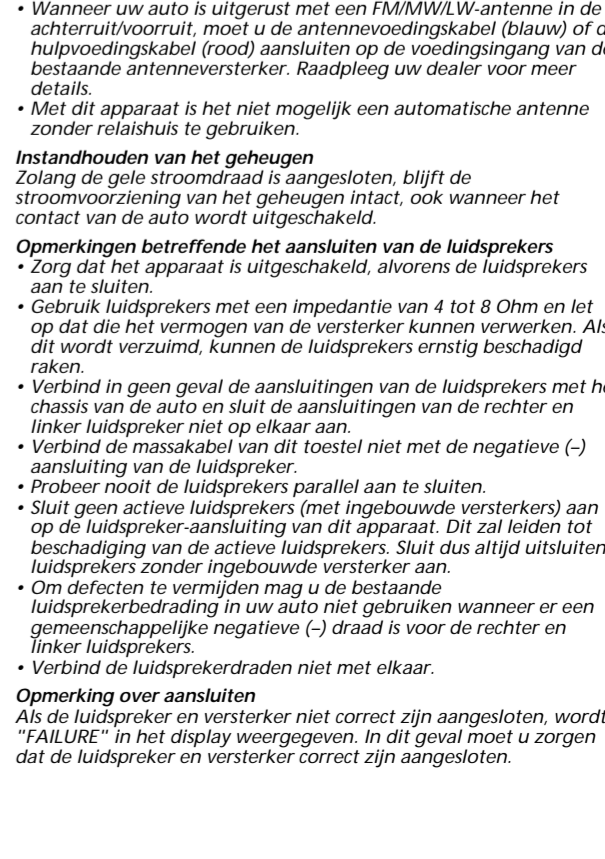 • Wanneer uw auto is uitgerust met een FM/MW/LW-antenne in de
achterruit/voorruit, moet u de antennevoedingskabel (blauw) of d
hulpvoedingskabel (rood) aansluiten op de voedingsingang van de
bestaande antenneversterker. Raadpleeg uw dealer voor meer
details.
• Met dit apparaat is het niet mogelijk een automatische antenne
zonder relaishuis te gebruiken.
Instandhouden van het geheugen
Zolang de gele stroomdraad is aangesloten, blijft de
stroomvoorziening van het geheugen intact, ook wanneer het
contact van de auto wordt uitgeschakeld.
Opmerkingen betreffende het aansluiten van de luidsprekers
• Zorg dat het apparaat is uitgeschakeld, alvorens de luidsprekers
aan te sluiten.
• Gebruik luidsprekers met een impedantie van 4 tot 8 Ohm en let
op dat die het vermogen van de versterker kunnen verwerken. Als
dit wordt verzuimd, kunnen de luidsprekers ernstig beschadigd
raken.
• Verbind in geen geval de aansluitingen van de luidsprekers met he
chassis van de auto en sluit de aansluitingen van de rechter en
linker luidspreker niet op elkaar aan.
• Verbind de massakabel van dit toestel niet met de negatieve (–)
aansluiting van de luidspreker.
• Probeer nooit de luidsprekers parallel aan te sluiten.
• Sluit geen actieve luidsprekers (met ingebouwde versterkers) aan
op de luidspreker-aansluiting van dit apparaat. Dit zal leiden tot
beschadiging van de actieve luidsprekers. Sluit dus altijd uitsluiten
luidsprekers zonder ingebouwde versterker aan.
• Om defecten te vermijden mag u de bestaande
luidsprekerbedrading in uw auto niet gebruiken wanneer er een
gemeenschappelijke negatieve (–) draad is voor de rechter en
linker luidsprekers.
• Verbind de luidsprekerdraden niet met elkaar.
Opmerking over aansluiten
Als de luidspreker en versterker niet correct zijn aangesloten, wordt
"FAILURE" in het display weergegeven. In dit geval moet u zorgen
dat de luidspreker en versterker correct zijn aangesloten.